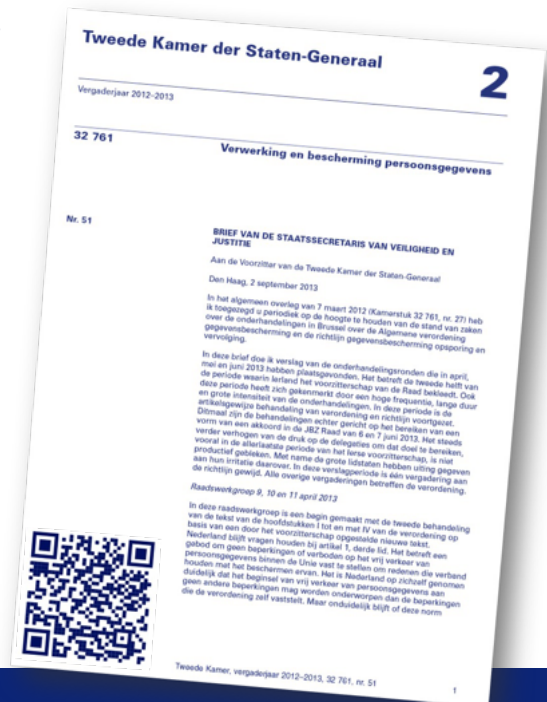 Tweede Kamer der Staten-Generaal
2
Vergaderjaar 2012–2013
32 761
Verwerking en bescherming persoonsgegevens
Nr. 51
BRIEF VAN DE STAATSSECRETARIS VAN VEILIGHEID EN
JUSTITIE
Aan de Voorzitter van de Tweede Kamer der Staten-Generaal
Den Haag, 2 september 2013
In het algemeen overleg van 7 maart 2012 (Kamerstuk 32 761, nr. 27) heb
ik toegezegd u periodiek op de hoogte te houden van de stand van zaken
over de onderhandelingen in Brussel over de Algemene verordening
gegevensbescherming en de richtlijn gegevensbescherming opsporing en
vervolging.
In deze brief doe ik verslag van de onderhandelingsronden die in april,
mei en juni 2013 hebben plaatsgevonden. Het betreft de tweede helft van
de periode waarin Ierland het voorzitterschap van de Raad bekleedt. Ook
deze periode heeft zich gekenmerkt door een hoge frequentie, lange duur
en grote intensiteit van de onderhandelingen. In deze periode is de
artikelsgewijze behandeling van verordening en richtlijn voortgezet.
Ditmaal zijn de behandelingen echter gericht op het bereiken van een
vorm van een akkoord in de JBZ Raad van 6 en 7 juni 2013. Het steeds
verder verhogen van de druk op de delegaties om dat doel te bereiken,
vooral in de allerlaatste periode van het Ierse voorzitterschap, is niet
productief gebleken. Met name de grote lidstaten hebben uiting gegeven
aan hun irritatie daarover. In deze verslagperiode is één vergadering aan
de richtlijn gewijd. Alle overige vergaderingen betreffen de verordening.
Raadswerkgroep 9, 10 en 11 april 2013
In deze raadswerkgroep is een begin gemaakt met de tweede behandeling
van de tekst van de hoofdstukken I tot en met IV van de verordening op
basis van een door het voorzitterschap opgestelde nieuwe tekst.
Nederland blijft vragen houden bij artikel 1, derde lid. Het betreft een
gebod om geen beperkingen of verboden op het vrij verkeer van
persoonsgegevens binnen de Unie vast te stellen om redenen die verband
houden met het beschermen ervan. Het is Nederland op zichzelf genomen
duidelijk dat het beginsel van vrij verkeer van persoonsgegevens aan
geen andere beperkingen mag worden onderworpen dan de beperkingen
die de verordening zelf vaststelt. Maar onduidelijk blijft of deze norm
Tweede Kamer, vergaderjaar 2012–2013, 32 761, nr. 51
1